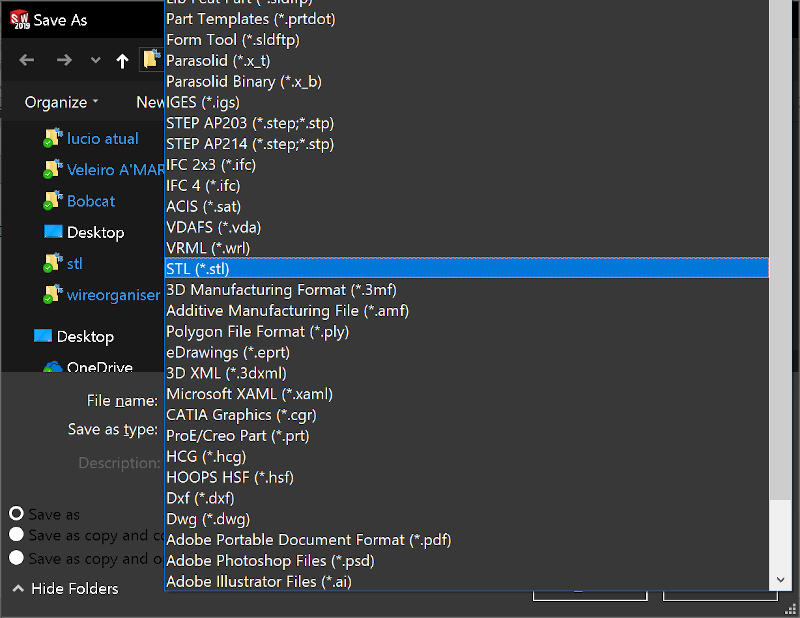 SW 2019 Save As
Organize
New
lucio atual
Veleiro A'MAR
Bobcat
Desktop
stl
wireorganiser
Desktop
OneDrive
File name:
Save as type:
Description:
Save as
Save as copy and co
Save as copy and o
Hide Folders
Lib Feat Part (*.sldlfp)
Part Templates (*.prtdot)
Form Tool (*.sldftp)
Parasolid (*.x_t)
Parasolid Binary (*.x_b)
IGES (*.igs)
STEP AP203 (*.step;*.stp)
STEP AP214 (*.step;*.stp)
IFC 2x3 (*.ifc)
IFC 4 (*.ifc)
ACIS (*.sat)
VDAFS (*.vda)
VRML (*.wrl)
STL (*.stl)
3D Manufacturing Format (*.3mf)
Additive Manufacturing File (*.amf)
Polygon File Format (*.ply)
eDrawings (*.eprt)
3D XML (*.3dxml)
Microsoft XAML (*.xaml)
CATIA Graphics (*.cgr)
ProE/Creo Part (*.prt)
HCG (*.hcg)
HOOPS HSF (*.hsf)
Dxf (*.dxf)
Dwg (*.dwg)
Adobe Portable Document Format (*.pdf)
Adobe Photoshop Files (*.psd)
Adobe Illustrator Files (*.ai)